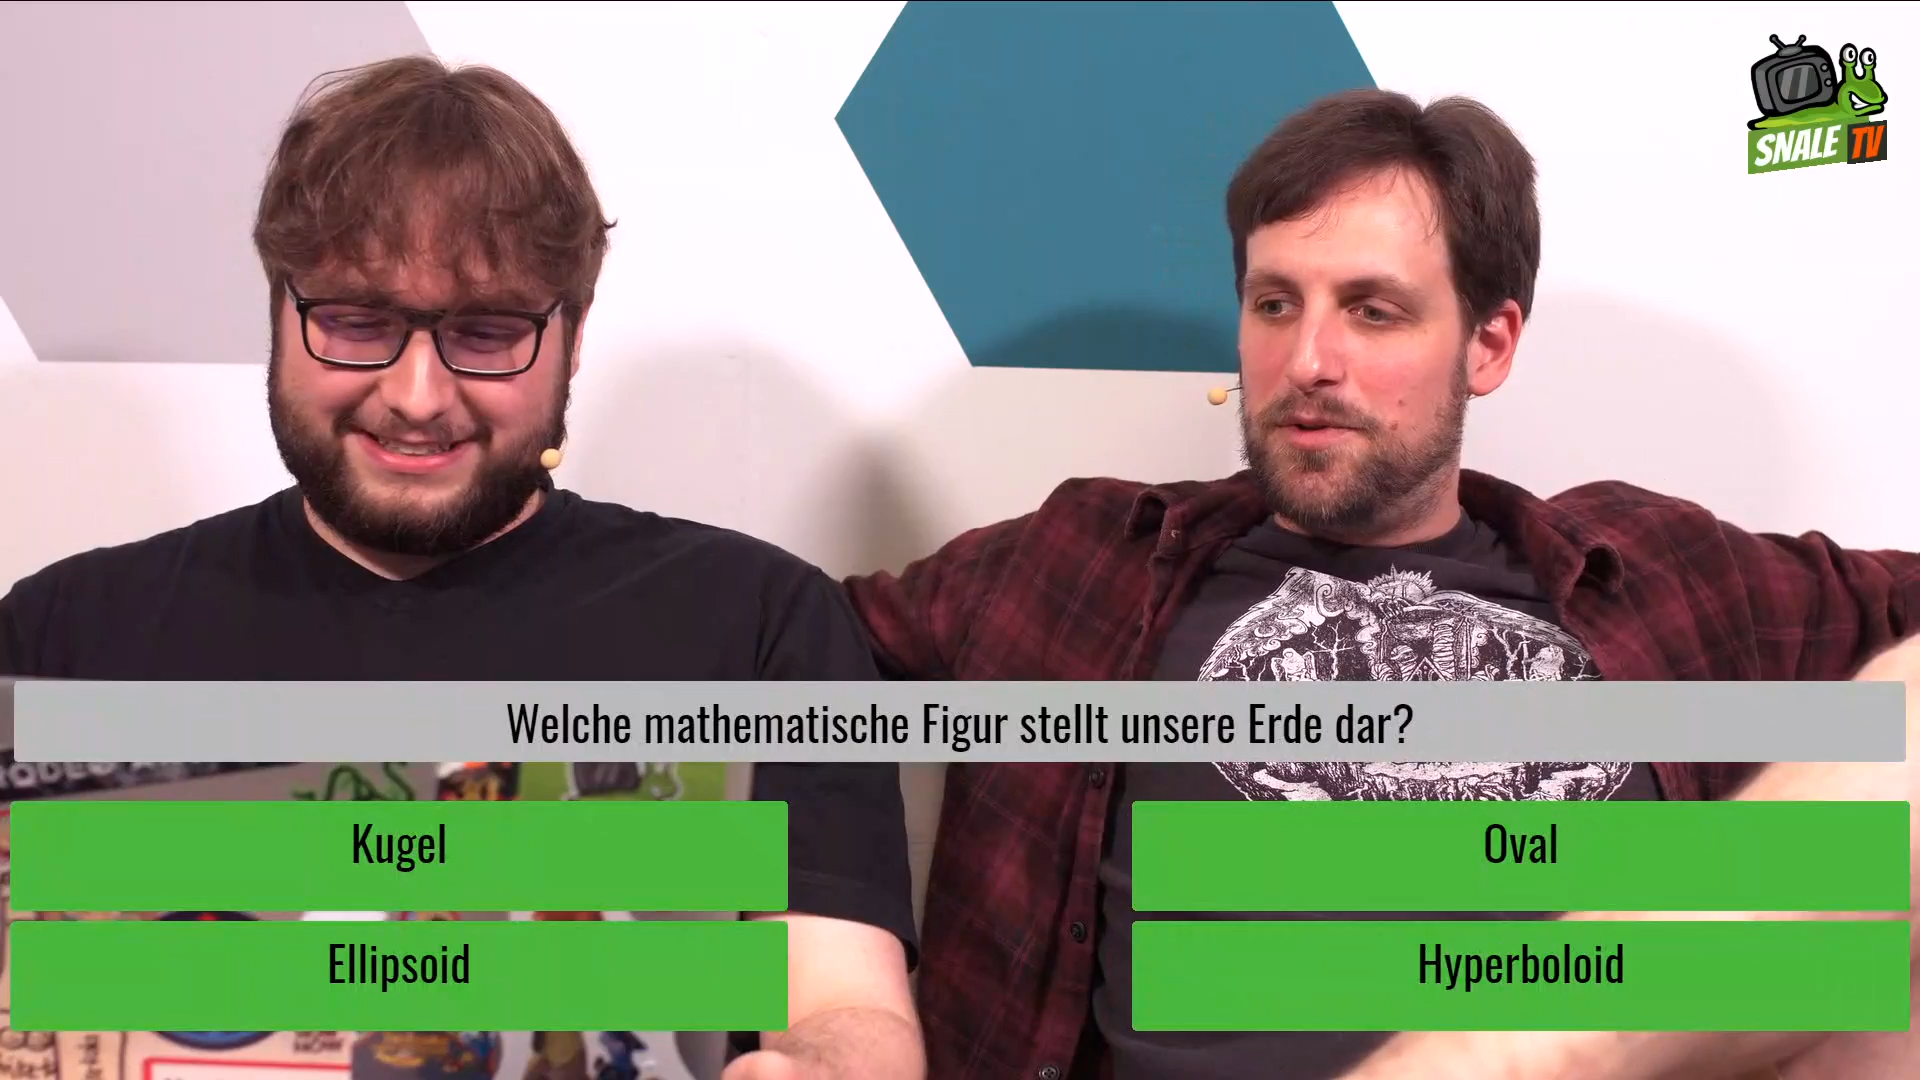 SNALE TV
Welche mathematische Figur stellt unsere Erde dar?
Kugel
Oval
Ellipsoid
Hyperboloid